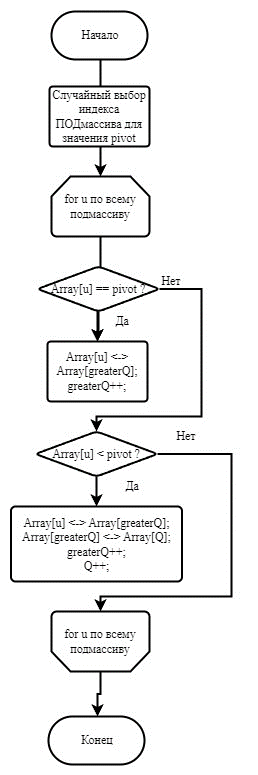 Начало
Случайный выбор
индекса
ПОДмассива для
значения pivot
for u по всему
подмассиву
Array[u] == pivot ?
Нет
Да
Array[u] <->
Array[greaterQ];
greaterQ++;
Array[u] < pivot ?
Нет
Да
Array[u] <-> Array[greaterQ];
Array[greaterQ] <-> Array[Q];
greaterQ++;
Q++;
for u по всему
подмассиву
Конец